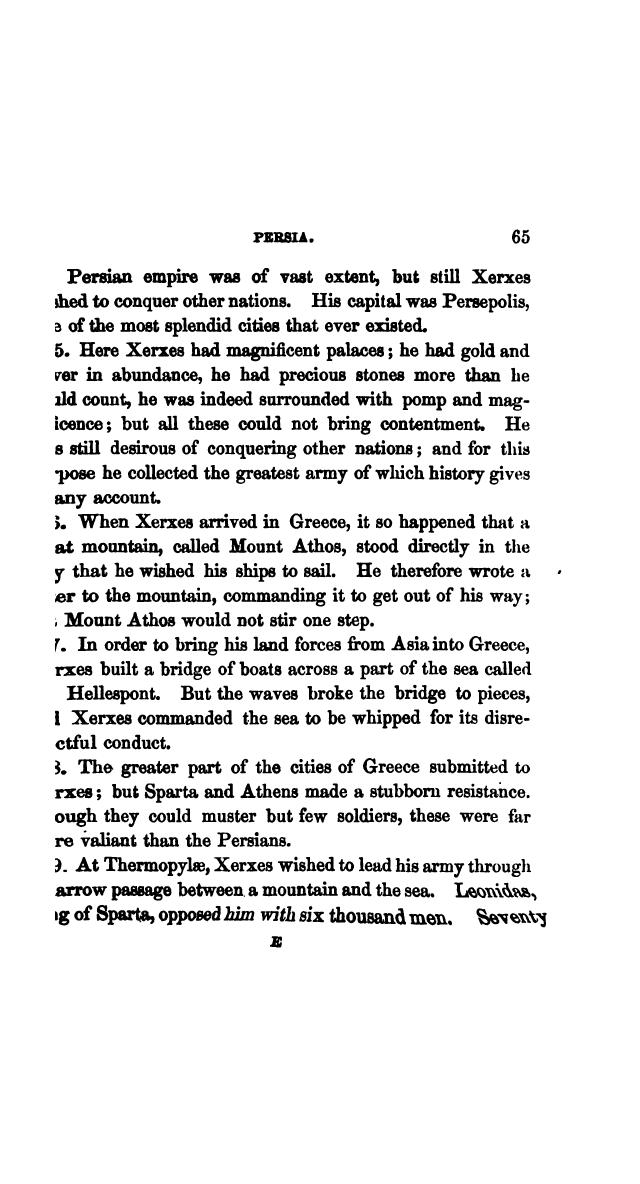 PERSIA. 65
Persian empire was of vast extent, but still Xerxes
shed to conquer other nations. His capital was Persepolis,
e of the most splendid cities that ever existed.
5. Here Xerxes had magnificent palaces; he had gold and
ver in abundance, he had precious stones more than he
uld count, he was indeed surrounded with pomp and mag-
icence; but all these could not bring contentment. He
s still desirous of conquering other nations; and for this
pose he collected the greatest army of which history gives
any account.
6. When Xerxes arrived in Greece, it so happened that a
at mountain, called Mount Athos, stood directly in the
y that he wished his ships to sail. He therefore wrote a
er to the mountain, commanding it to get out of his way;
Mount Athos would not stir one step.
7. In order to bring his land forces from Asia into Greece,
rxes built a bridge of boats across a part of the sea called
Hellespont. But the waves broke the bridge to pieces,
l Xerxes commanded the sea to be whipped for its disre-
ctful conduct.
8. The greater part of the cities of Greece submitted to
rxes; but Sparta and Athens made a stubborn resistance.
ough they could muster but few soldiers, these were far
re valiant than the Persians.
9. At Thermopylæ, Xerxes wished to lead his army through
arrow passage between a mountain and the sea. Leonidas,
g of Sparta, opposed him with six thousand men. Seventy
E